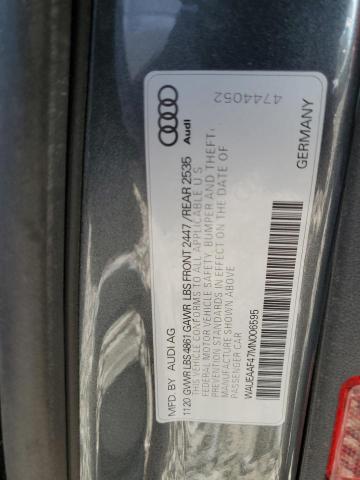 4744052
Audi
MFD. BY AUDI AG
1120 GVWR LBS 4861 GAWR LBS FRONT 2447 / REAR 2535
THIS VEHICLE CONFORMS TO ALL APPLICABLE U S
FEDERAL MOTOR VEHICLE SAFETY, BUMPER AND THEFT
PREVENTION STANDARDS IN EFFECT ON THE DATE OF
MANUFACTURE SHOWN ABOVE.
PASSENGER CAR
WAUEAAF47MN006595
GERMANY